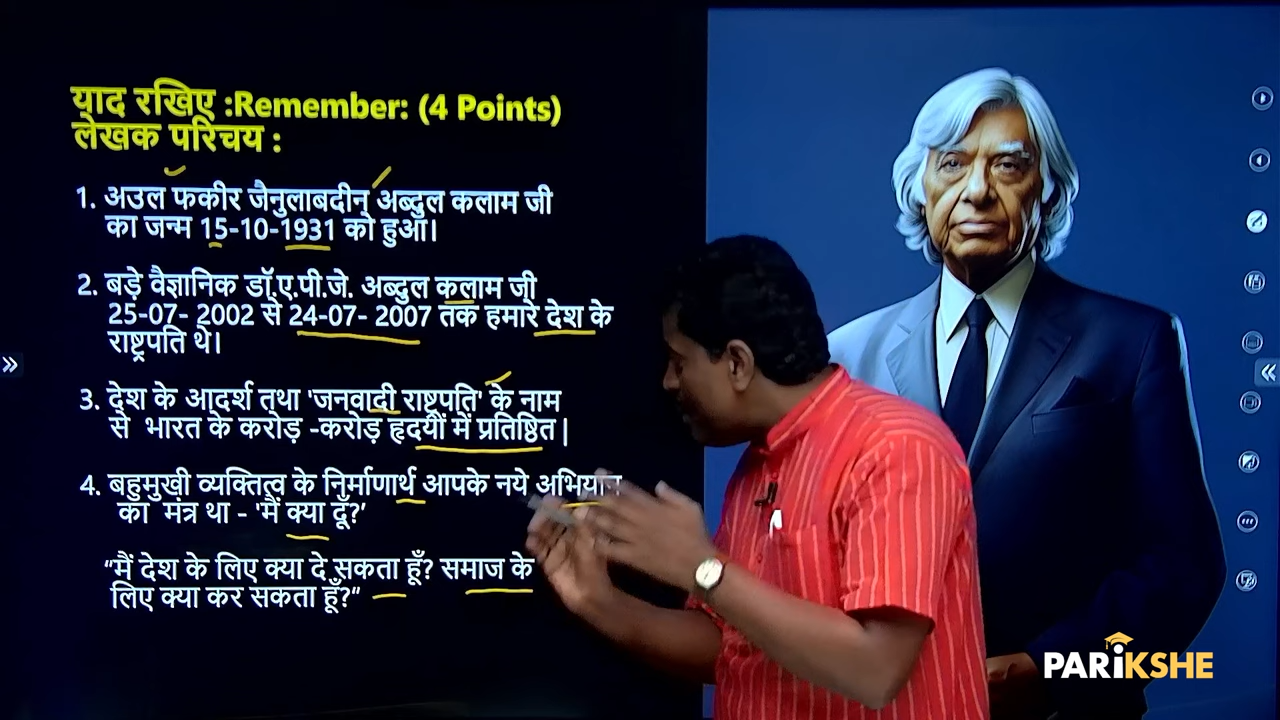 याद रखिए :Remember: (4 Points)
लेखक परिचय :
1. अउल फकीर जैनुलाबदीन अब्दुल कलाम जी
का जन्म 15-10-1931 को हुआ।
2. बड़े वैज्ञानिक डॉ.ए.पी.जे. अब्दुल कलाम जी
25-07- 2002 से 24-07- 2007 तक हमारे देश के
राष्ट्रपति थे।
3. देश के आदर्श तथा 'जनवादी राष्ट्रपति' के नाम
से भारत के करोड़ -करोड़ हृदयों में प्रतिष्ठित |
4. बहुमुखी व्यक्तित्व के निर्माणार्थ आपके नये अभियान
का मंत्र था - 'मैं क्या दूँ?'
"मैं देश के लिए क्या दे सकता हूँ? समाज के
लिए क्या कर सकता हूँ?"
PARIKSHE